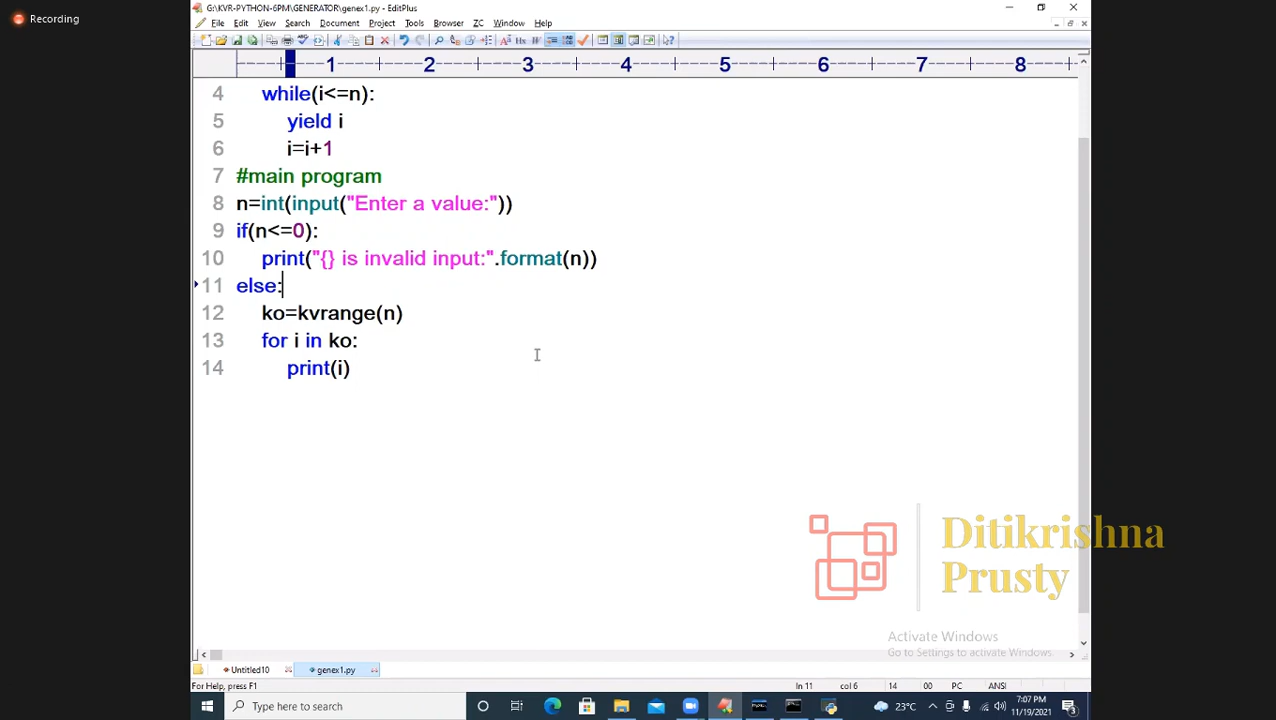 Recording
G:\KVR-PYTHON-6PM\GENERATOR\genex1.py - EditPlus
File Edit View Search Document Project Tools Browser ZC Window Help
1 2 3 4 5 6 7 8
4 while(i<=n):
5 yield i
6 i=i+1
7 #main program
8 n=int(input("Enter a value:"))
9 if(n<=0):
10 print("{} is invalid input:".format(n))
11 else:
12 ko=kvrange(n)
13 for i in ko:
14 print(i)
Ditikrishna
Prusty
Activate Windows
Go to Settings to activate Windows.
Untitled10 genex1.py
For Help, press F1 ln 11 col 6 14 00 PC ANSI
Type here to search 23°C 7:07 PM
11/19/2021 3